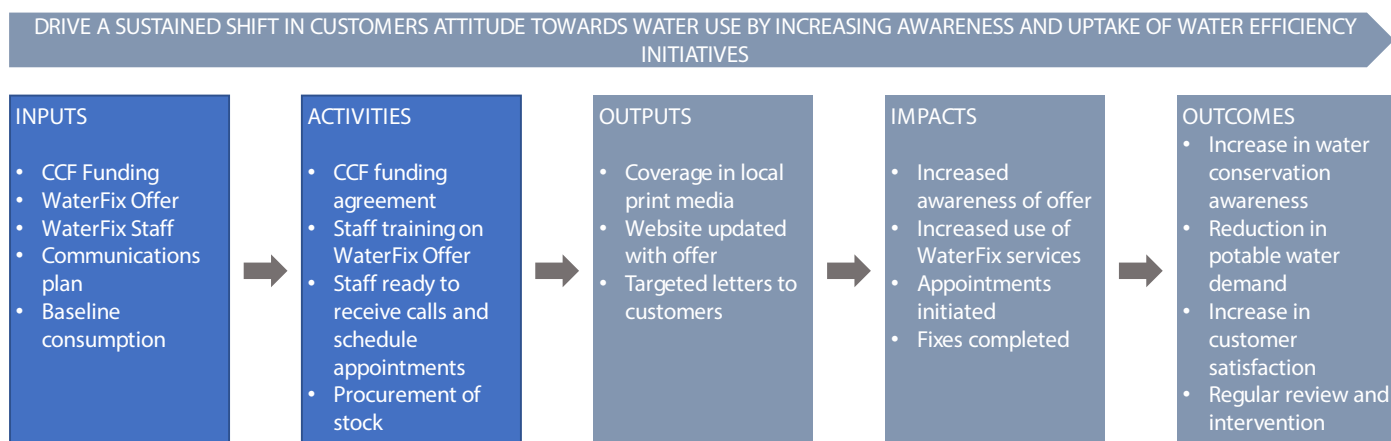 DRIVE A SUSTAINED SHIFT IN CUSTOMERS ATTITUDE TOWARDS WATER USE BY INCREASING AWARENESS AND UPTAKE OF WATER EFFICIENCY
INITIATIVES
INPUTS
• CCF Funding
• WaterFix Offer
• WaterFix Staff
• Communications
plan
• Baseline
consumption
ACTIVITIES
• CCF funding
agreement
• Staff training on
WaterFix Offer
• Staff ready to
receive calls and
schedule
appointments
• Procurement of
stock
OUTPUTS
• Coverage in local
print media
• Website updated
with offer
• Targeted letters to
customers
IMPACTS
• Increased
awareness of offer
• Increased use of
WaterFix services
• Appointments
initiated
• Fixes completed
OUTCOMES
• Increase in water
conservation
awareness
• Reduction in
potable water
demand
• Increase in
customer
satisfaction
• Regular review and
intervention